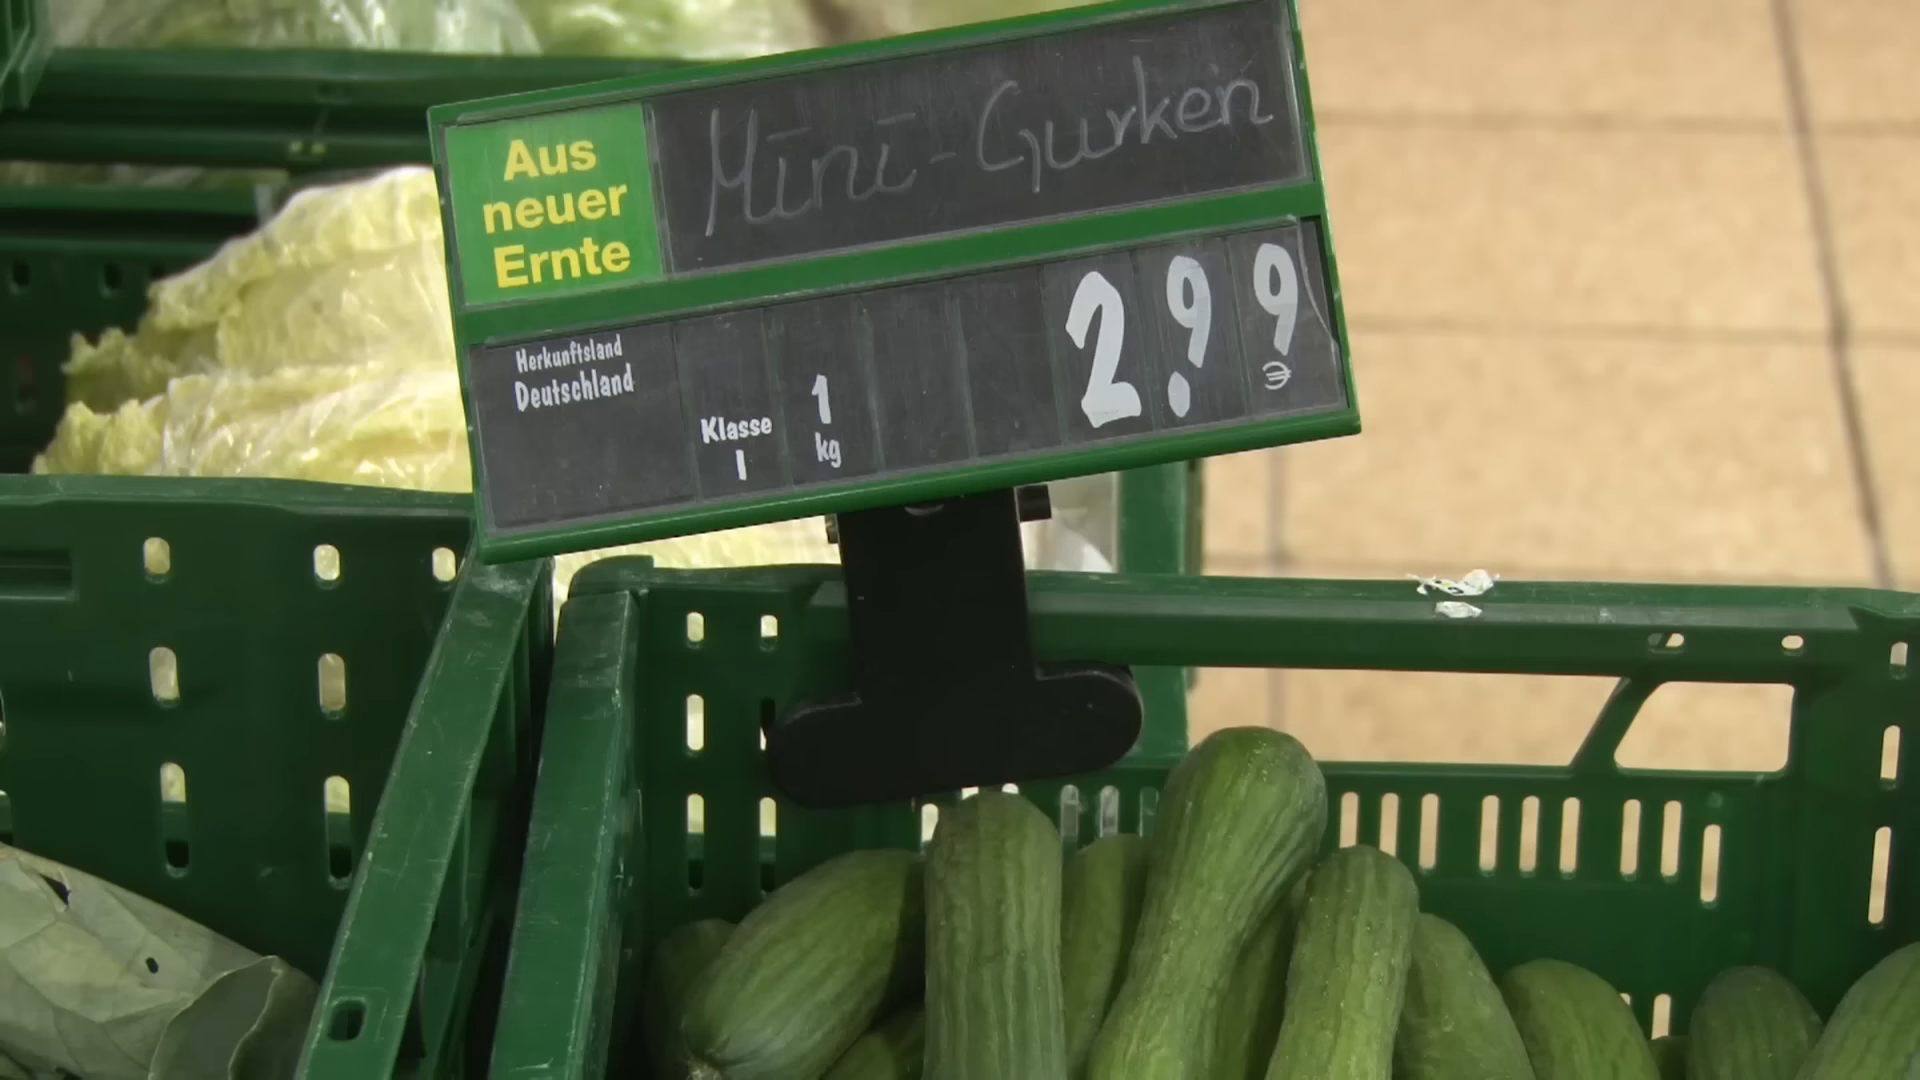 Aus
neuer
Ernte
Mini-Gurken
Herkunftsland
Deutschland
Klasse
I
1
kg
2.99
€